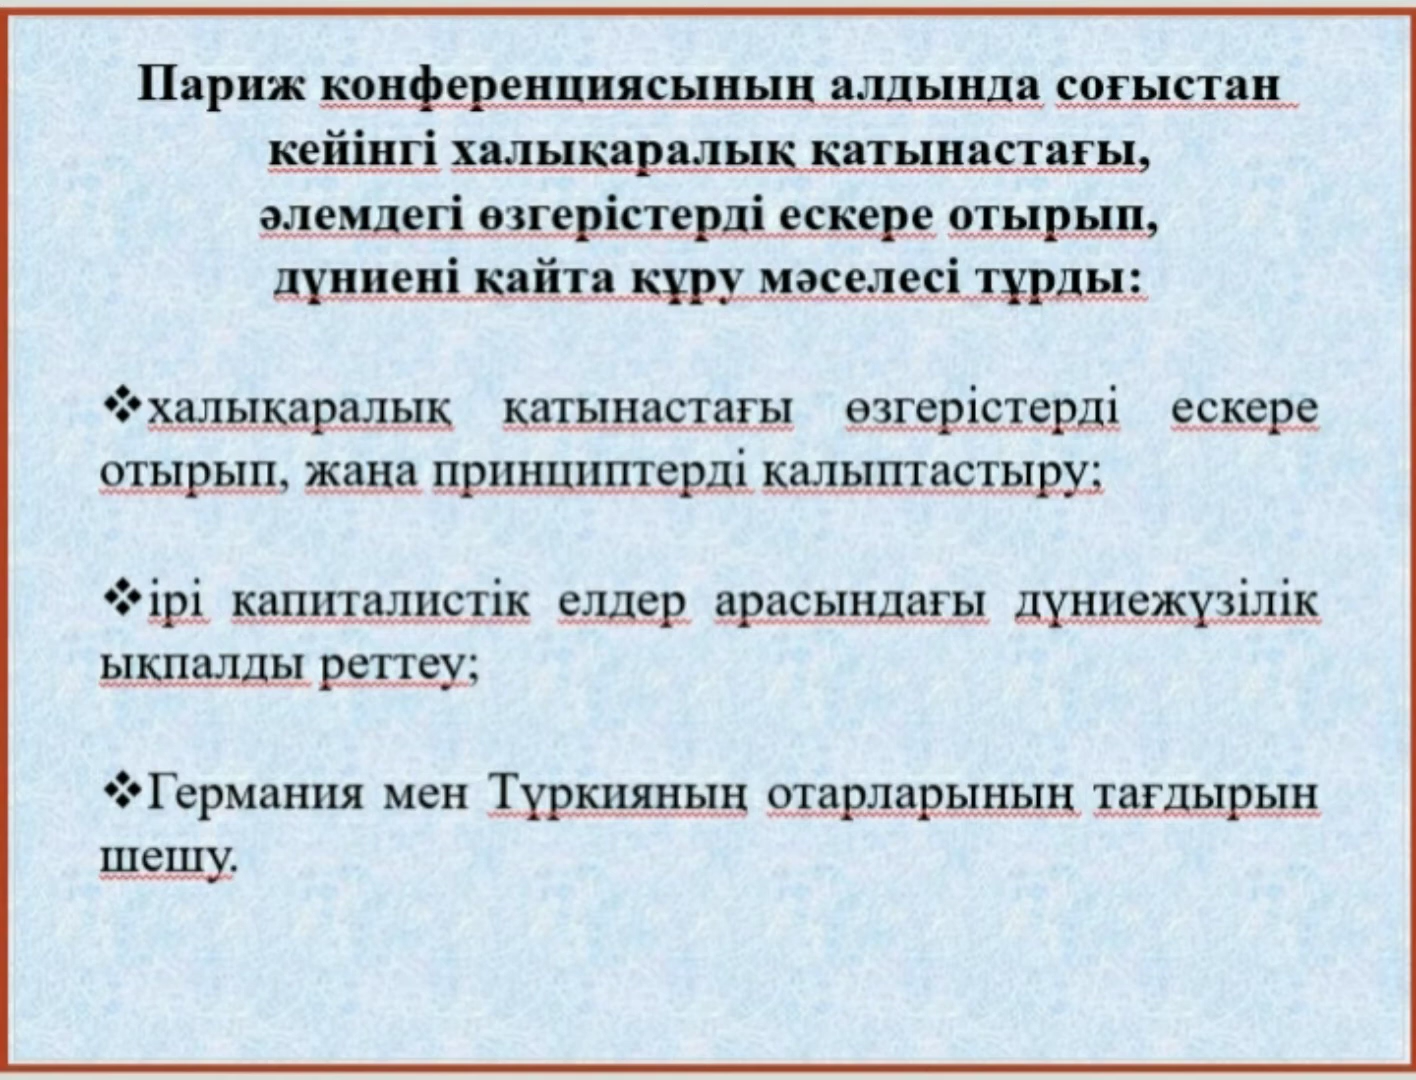 Париж конференциясының алдында соғыстан
кейінгі халықаралық қатынастағы,
әлемдегі өзгерістерді ескере отырып,
дүниені қайта құру мәселесі тұрды:
❖халықаралық қатынастағы өзгерістерді ескере
отырып, жаңа принциптерді қалыптастыру;
❖ірі капиталистік елдер арасындағы дүниежүзілік
ықпалды реттеу;
❖Германия мен Түркияның отарларының тағдырын
шешу.